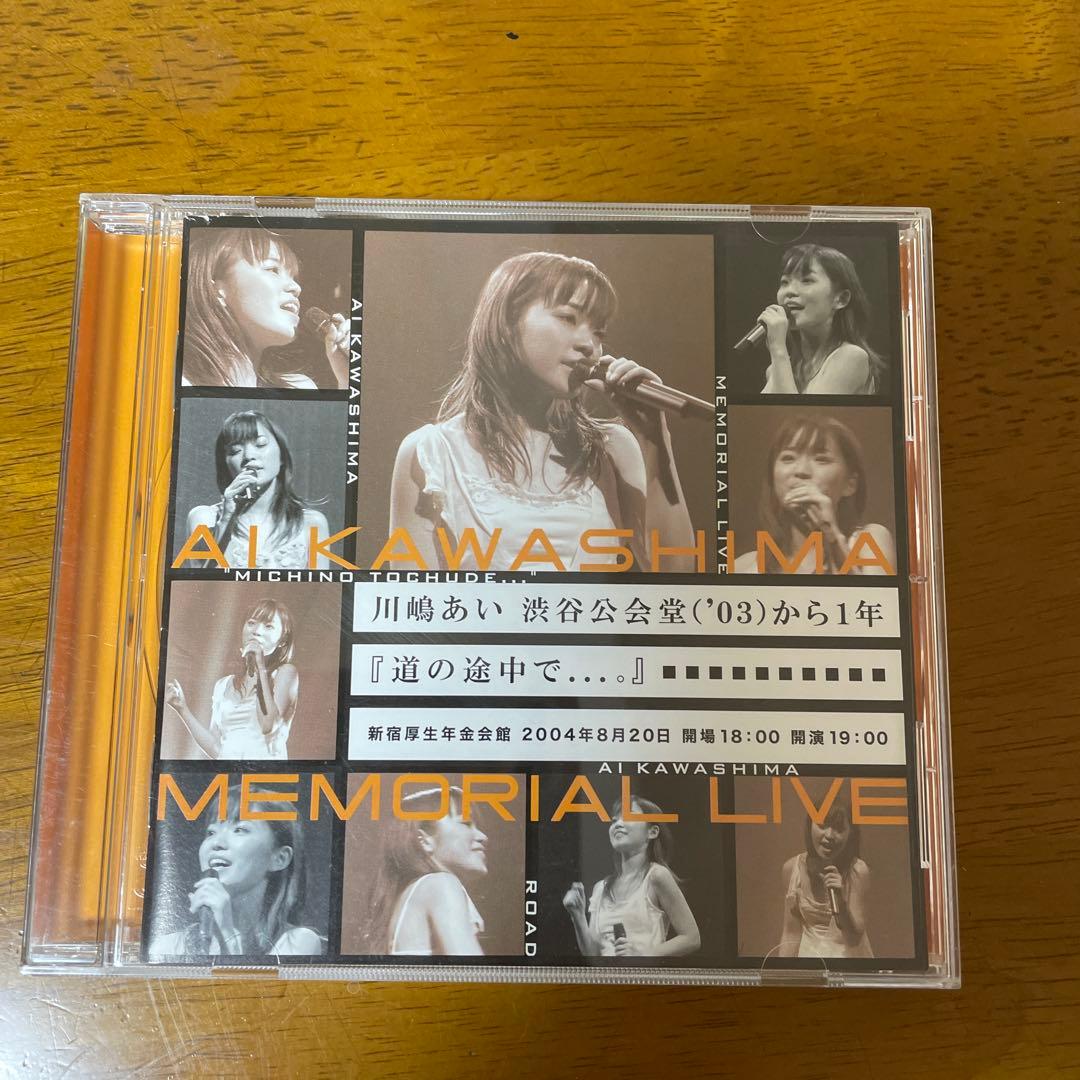 AI KAWASHIMA
MEMORIAL LIVE
AI KAWASHIMA
"MICHINO TOCHUDE..."
川嶋あい 渋谷公会堂('03)から1年
『道の途中で...。』■■■■■■■■■■■
新宿厚生年金会館 2004年8月20日 開場18:00 開演19:00
AI KAWASHIMA
MEMORIAL LIVE
ROAD